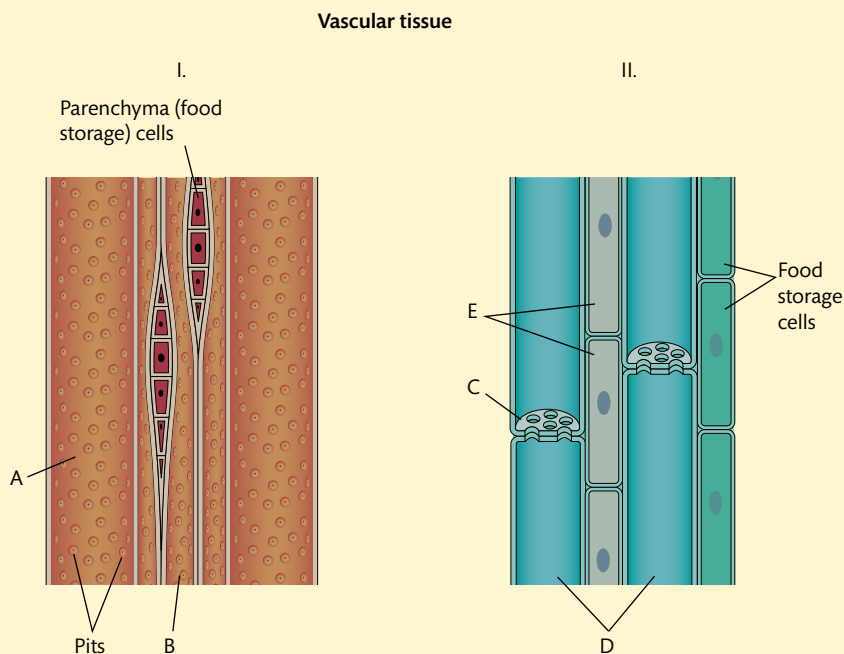 Vascular tissue
I.
II.
Parenchyma (food
storage) cells
Food
storage
cells
E
C
A
Pits
B
D